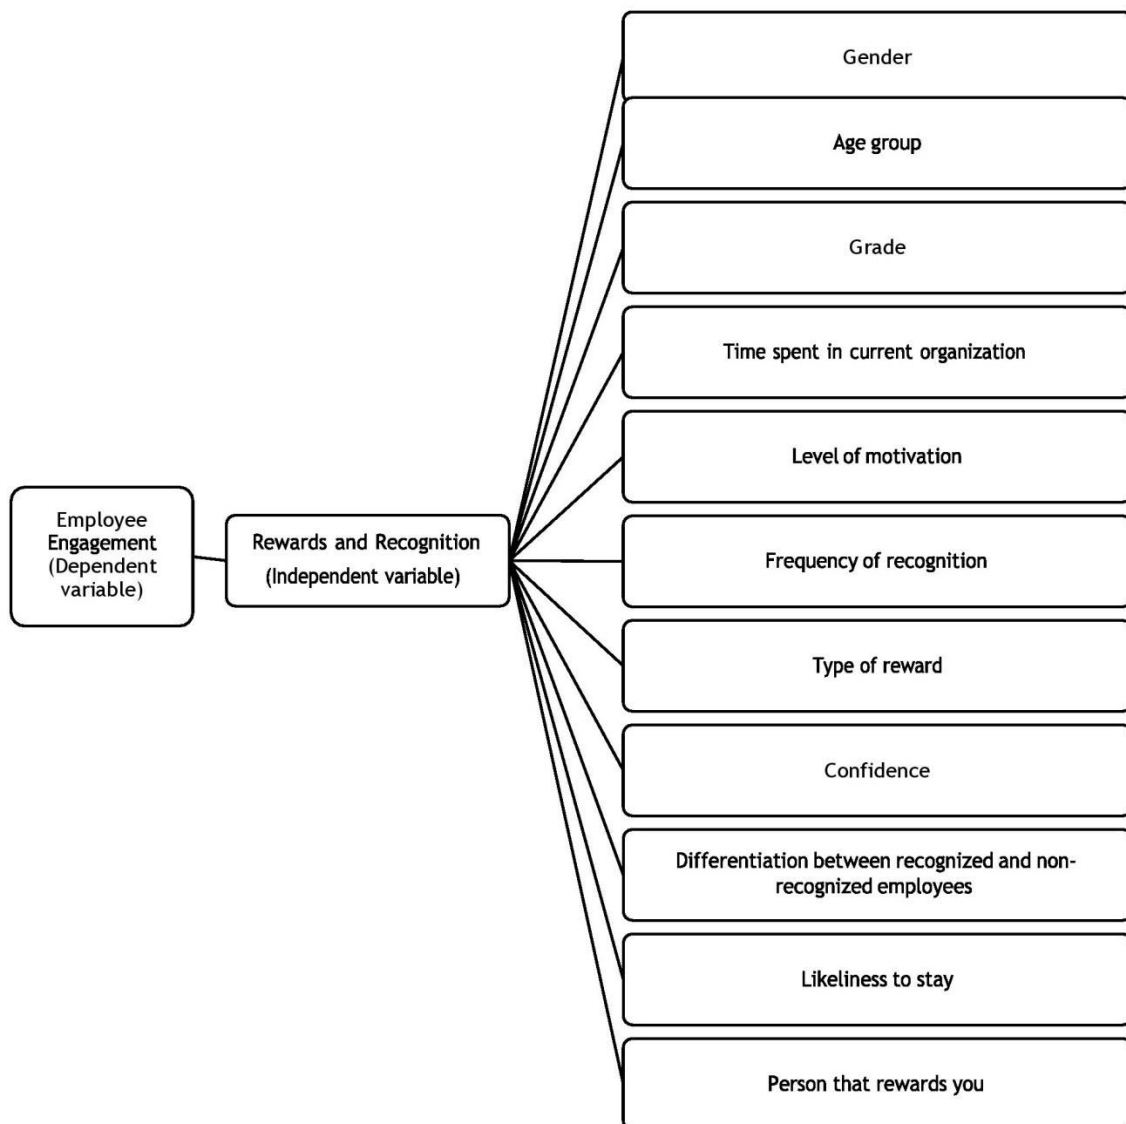 Gender
Age group
Grade
Time spent in current organization
Level of motivation
Employee
Engagement
(Dependent
variable)
Rewards and Recognition
(Independent variable)
Frequency of recognition
Type of reward
Confidence
Differentiation between recognized and non-
recognized employees
Likeliness to stay
Person that rewards you